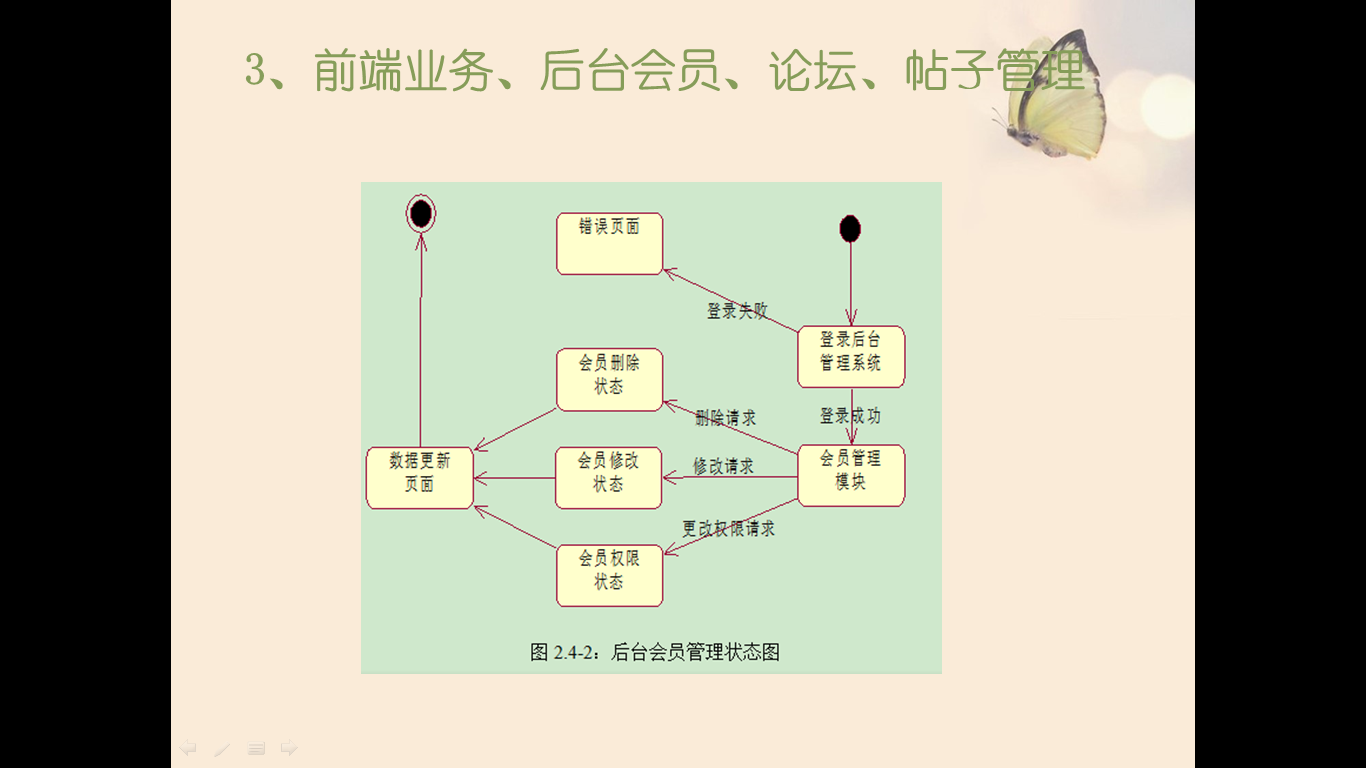 3、前端业务、后台会员、论坛、帖子管理
错误页面
登录失败
登录后台
管理系统
登录成功
会员删除
状态
删除请求
数据更新
页面
会员修改
状态
修改请求
会员管理
模块
更改权限请求
会员权限
状态
图 2.4-2：后台会员管理状态图